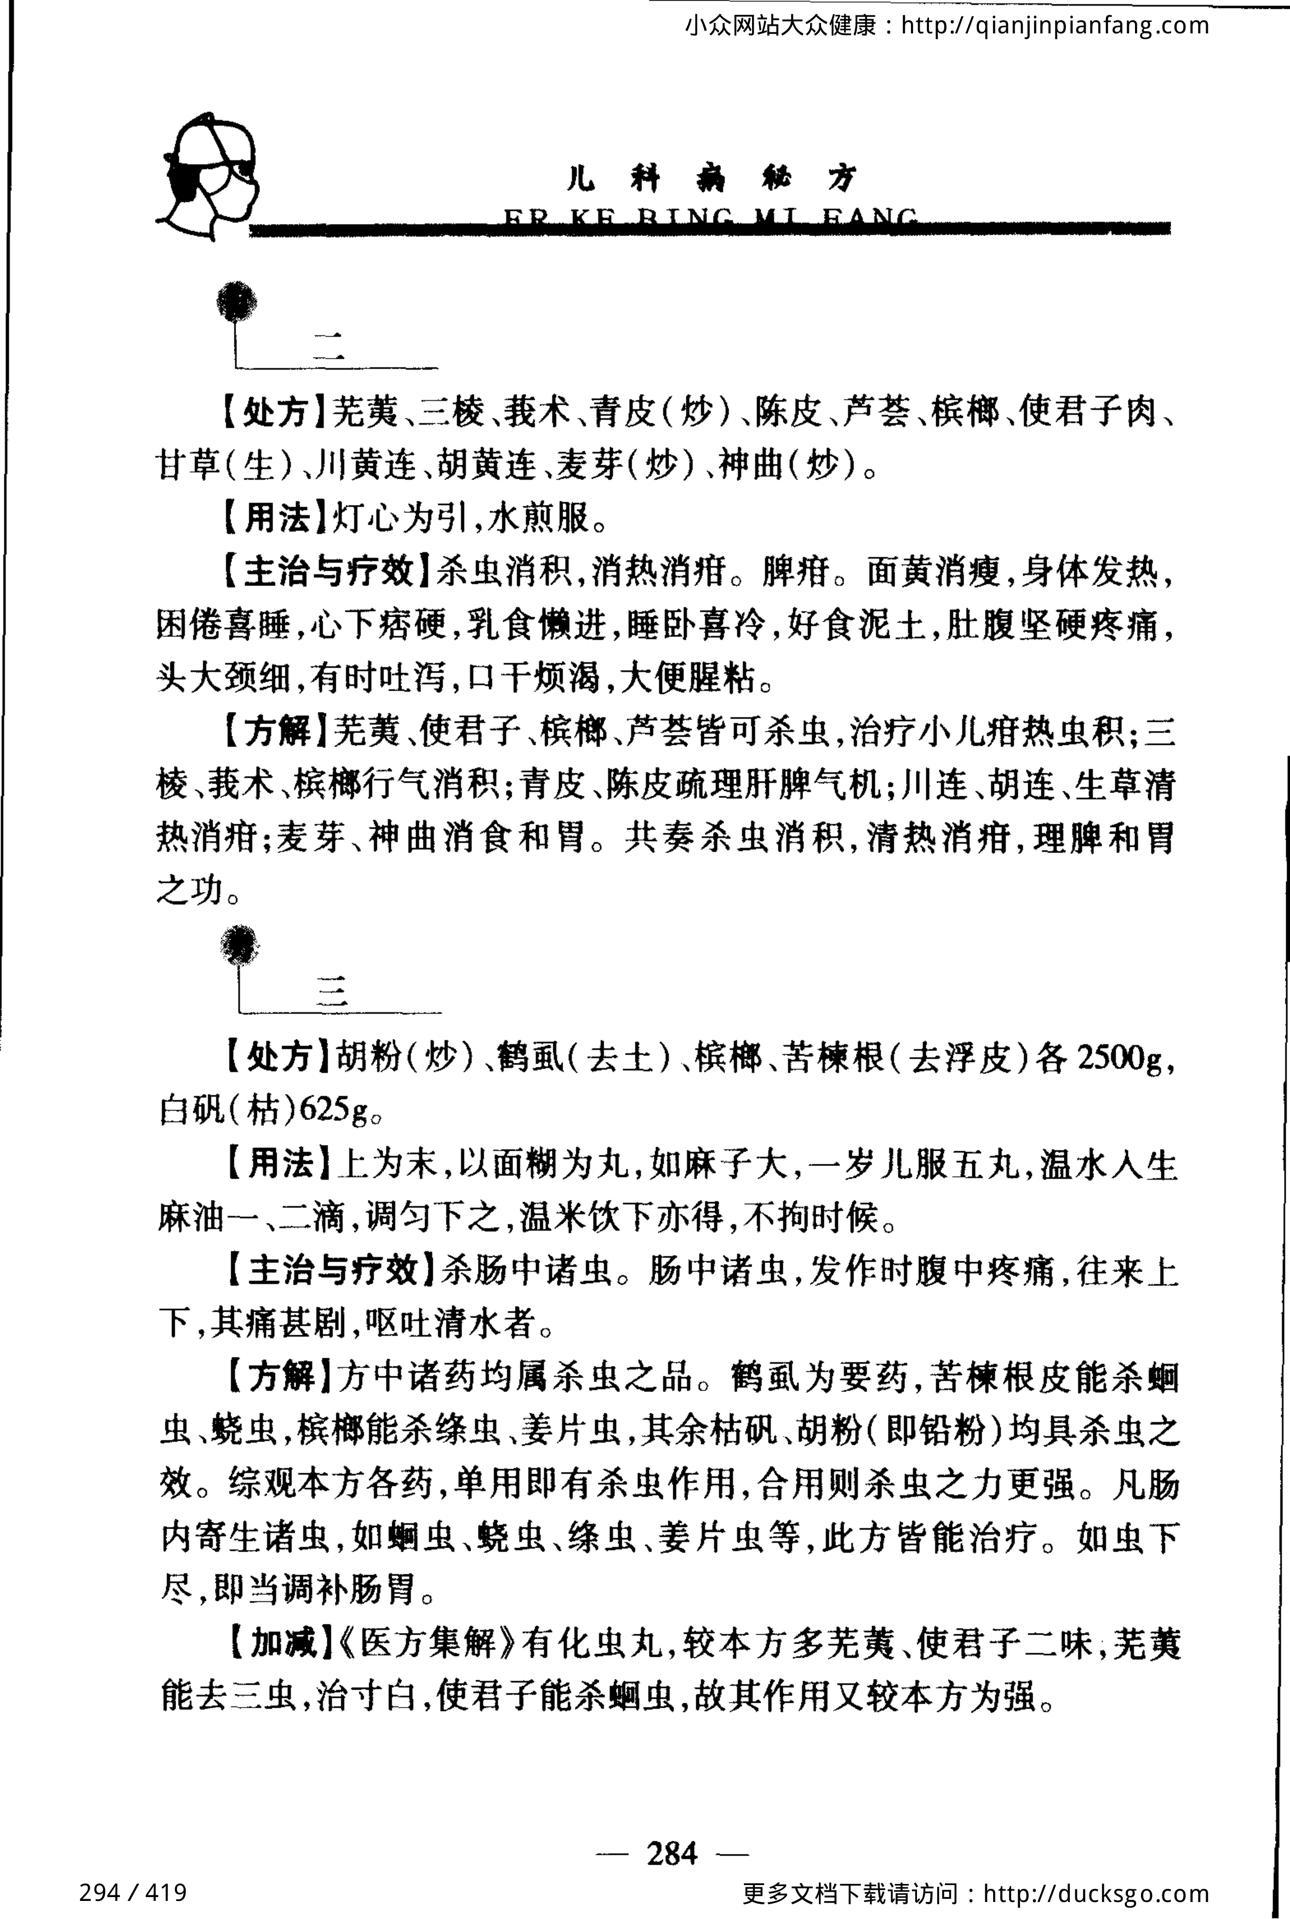 小众网站大众健康：http://qianjinpianfang.com
儿科病秘方
ER KE BING MI FANG
二
【处方】芜荑、三棱、莪术、青皮(炒)、陈皮、芦荟、槟榔、使君子肉、
甘草(生)、川黄连、胡黄连、麦芽(炒)、神曲(炒)。
【用法】灯心为引,水煎服。
【主治与疗效】杀虫消积,消热消疳。脾疳。面黄消瘦,身体发热,
困倦喜睡,心下痞硬,乳食懒进,睡卧喜冷,好食泥土,肚腹坚硬疼痛,
头大颈细,有时吐泻,口干烦渴,大便腥粘。
【方解】芜荑、使君子、槟榔、芦荟皆可杀虫,治疗小儿疳热虫积;三
棱、莪术、槟榔行气消积;青皮、陈皮疏理肝脾气机;川连、胡连、生草清
热消疳;麦芽、神曲消食和胃。共奏杀虫消积,清热消疳,理脾和胃
之功。
三
【处方】胡粉(炒)、鹤虱(去土)、槟榔、苦楝根(去浮皮)各2500g,
白矾(枯)625g。
【用法】上为末,以面糊为丸,如麻子大,一岁儿服五丸,温水入生
麻油一、二滴,调匀下之,温米饮下亦得,不拘时候。
【主治与疗效】杀肠中诸虫。肠中诸虫,发作时腹中疼痛,往来上
下,其痛甚剧,呕吐清水者。
【方解】方中诸药均属杀虫之品。鹤虱为要药,苦楝根皮能杀蛔
虫、蛲虫,槟榔能杀绦虫、姜片虫,其余枯矾、胡粉(即铅粉)均具杀虫之
效。综观本方各药,单用即有杀虫作用,合用则杀虫之力更强。凡肠
内寄生诸虫,如蛔虫、蛲虫、绦虫、姜片虫等,此方皆能治疗。如虫下
尽,即当调补肠胃。
【加减】《医方集解》有化虫丸,较本方多芜荑、使君子二味,芜荑
能去三虫,治寸白,使君子能杀蛔虫,故其作用又较本方为强。
— 284 —
294 / 419
更多文档下载请访问：http://ducksgo.com